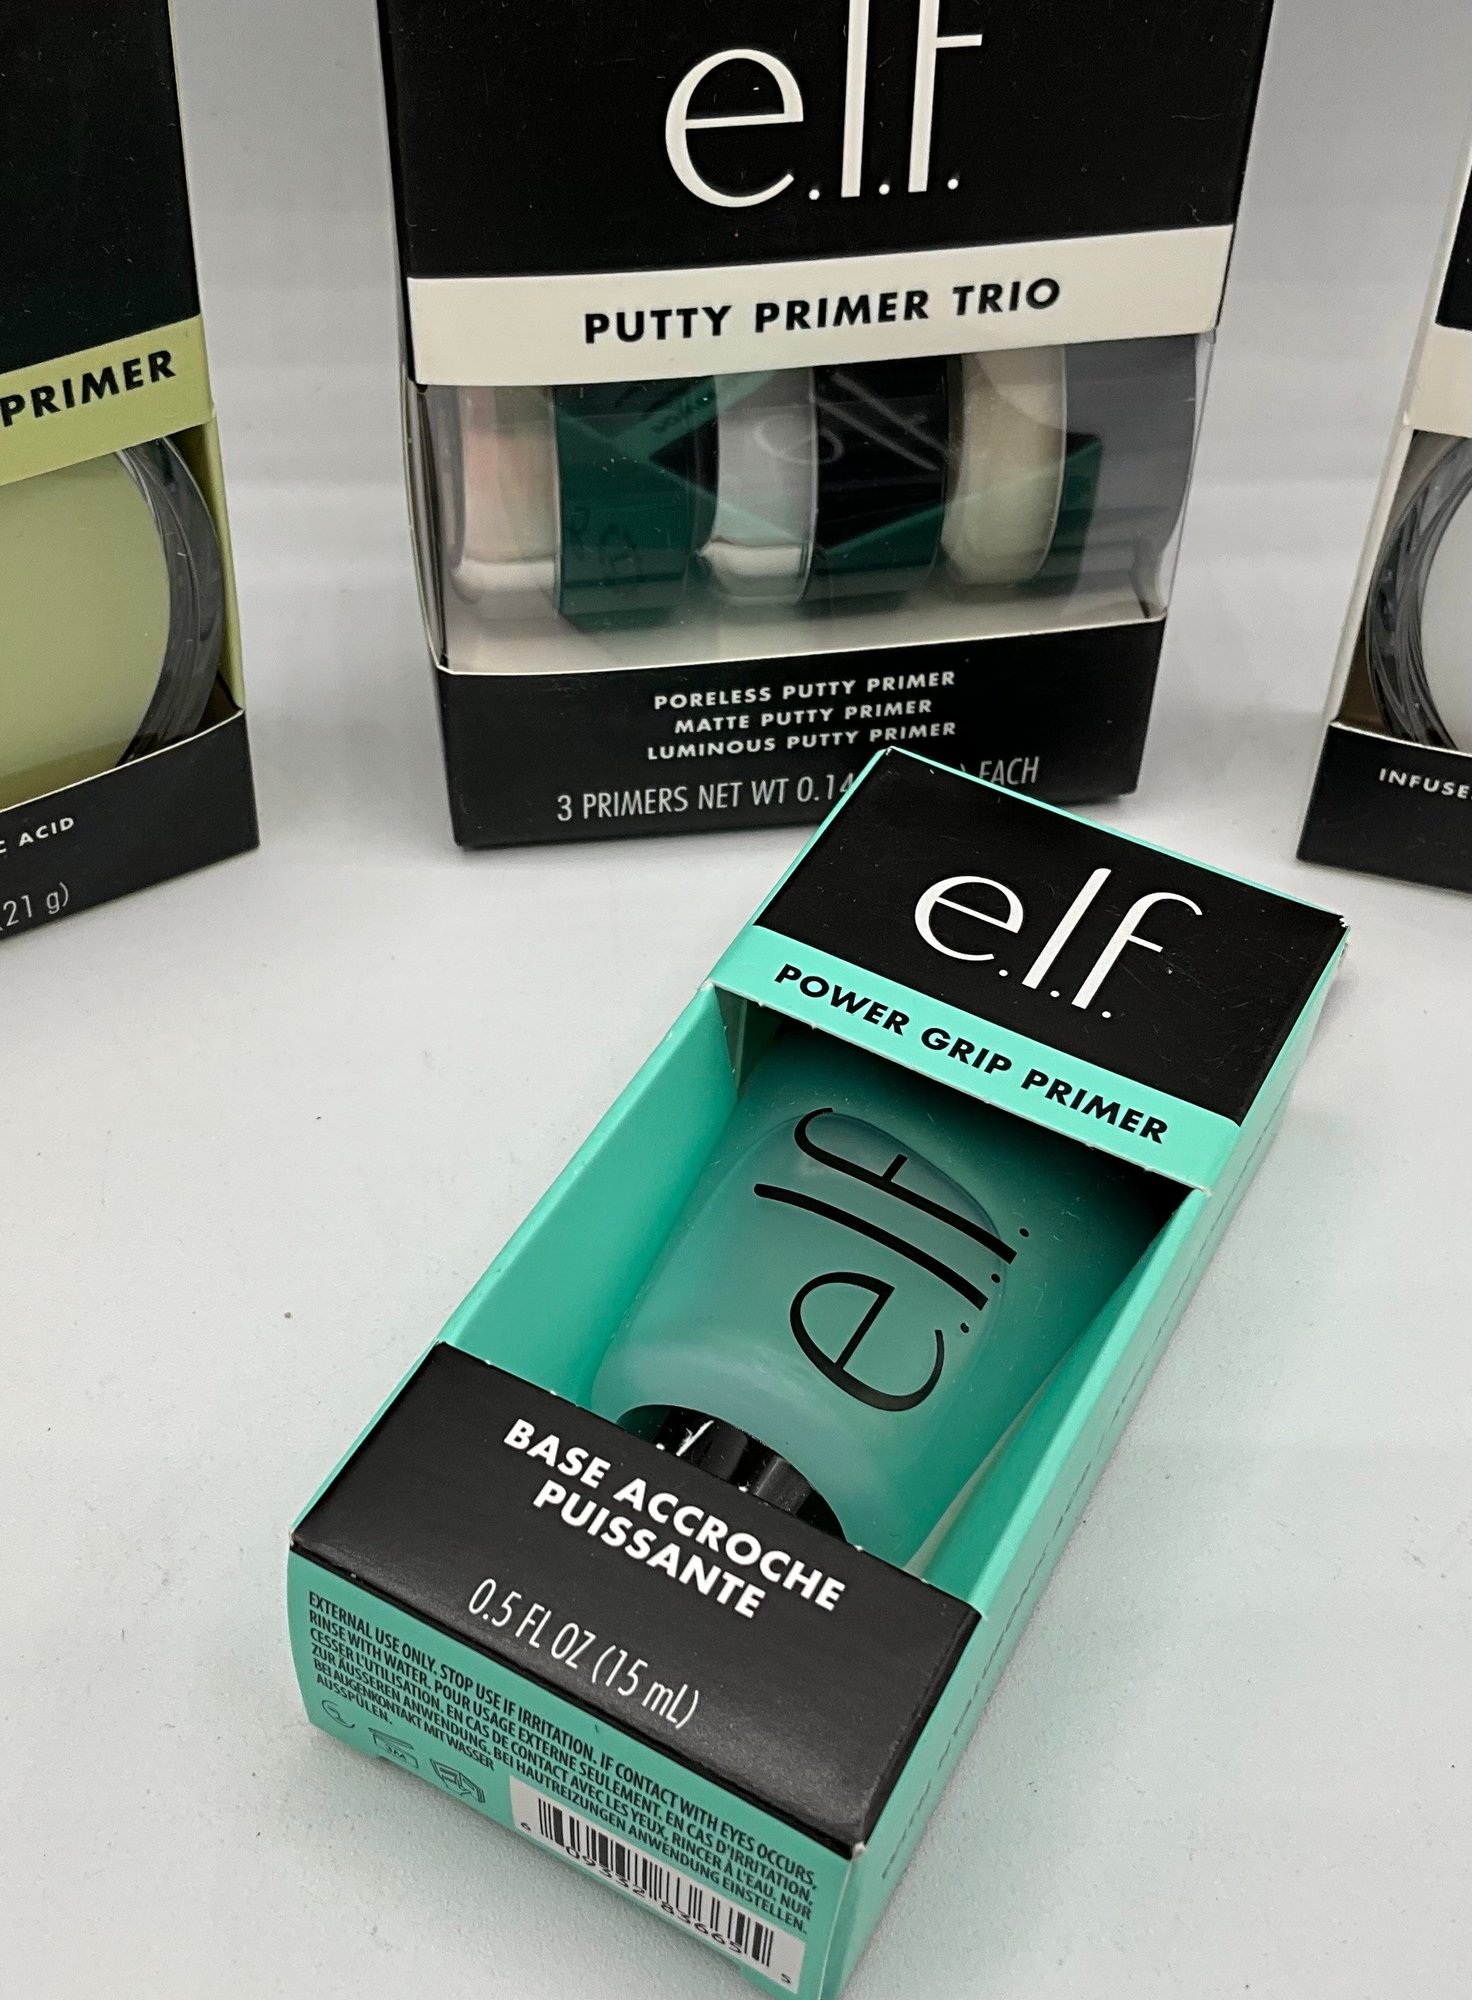 e.l.f.
PUTTY PRIMER TRIO
PORELESS PUTTY PRIMER
MATTE PUTTY PRIMER
LUMINOUS PUTTY PRIMER
3 PRIMERS NET WT 0.14 EACH
PRIMER
C ACID
(21 g)
INFUSE
e.l.f.
POWER GRIP PRIMER
e.l.f.
BASE ACCROCHE
PUISSANTE
0.5 FL OZ (15 mL)
EXTERNAL USE ONLY. STOP USE IF IRRITATION. IF CONTACT WITH EYES OCCURS,
RINSE WITH WATER. POUR USAGE EXTERNE SEULEMENT. EN CAS D'IRRITATION,
CESSER L'UTILISATION. EN CAS DE CONTACT AVEC LES YEUX, RINCER À L'EAU. NUR
ZUR ÄUSSEREN ANWENDUNG. BEI HAUTREIZUNGEN ANWENDUNG EINSTELLEN.
BEI AUGENKONTAKT MIT WASSER
AUSSPÜLEN.
6 09332 83665 5